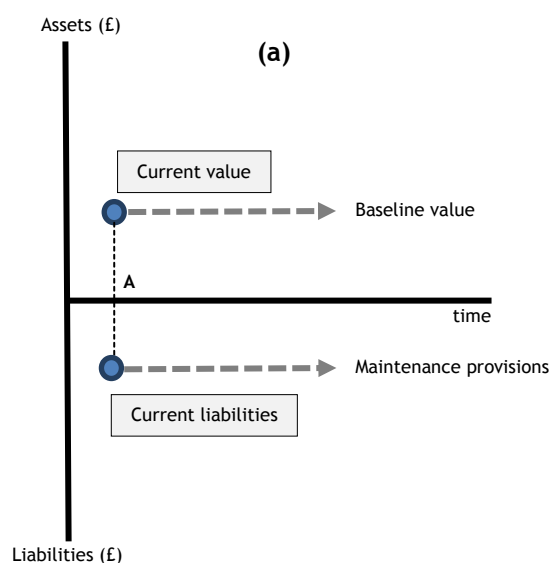 Assets (£)
(a)
Current value
Baseline value
A
time
Maintenance provisions
Current liabilities
Liabilities (£)